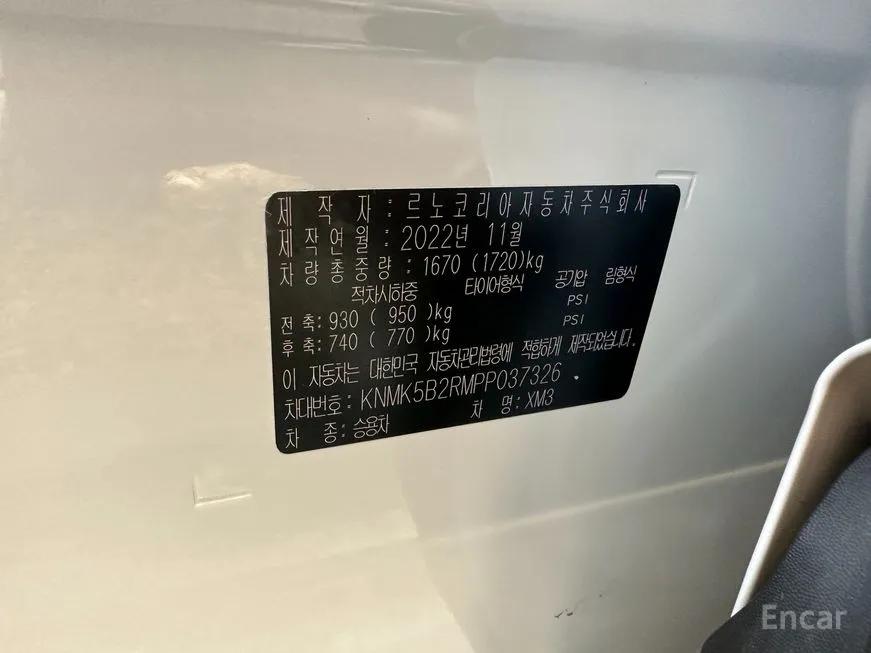 제 작 자 : 르노코리아자동차주식회사
제작연월 : 2022년 11월
차량총중량 : 1670 (1720)kg
적차시하중 타이어형식 공기압 림형식
전축: 930 ( 950 )kg PSI
후축: 740 ( 770 )kg PSI
이 자동차는 대한민국 자동차관리법령에 적합하게 제작되었습니다.
차대번호: KNMK5B2RMPP037326
차 종: 승용차 차 명: XM3
Encar